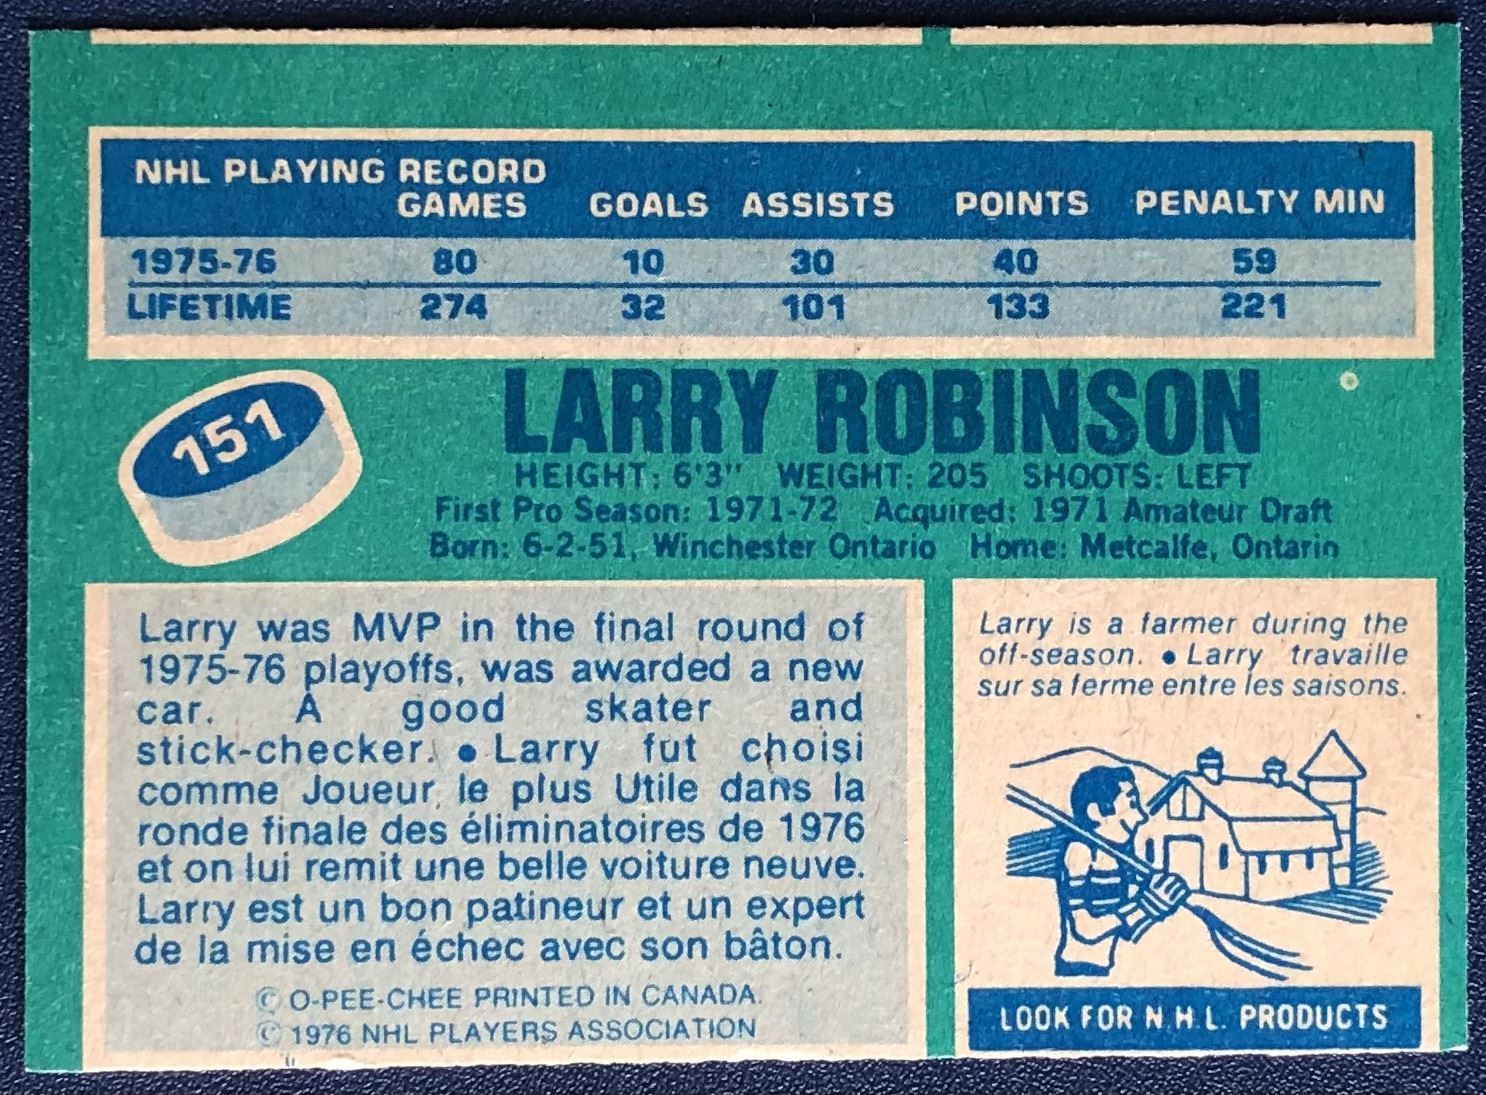 NHL PLAYING RECORD
GAMES GOALS ASSISTS POINTS PENALTY MIN
1975-76 80 10 30 40 59
LIFETIME 274 32 101 133 221
151
LARRY ROBINSON
HEIGHT: 6'3" WEIGHT: 205 SHOOTS: LEFT
First Pro Season: 1971-72 Acquired: 1971 Amateur Draft
Born: 6-2-51, Winchester Ontario Home: Metcalfe, Ontario
Larry was MVP in the final round of
1975-76 playoffs, was awarded a new
car. A good skater and
stick-checker. • Larry fut choisi
comme Joueur le plus Utile dans la
ronde finale des éliminatoires de 1976
et on lui remit une belle voiture neuve.
Larry est un bon patineur et un expert
de la mise en échec avec son bâton.
© O-PEE-CHEE PRINTED IN CANADA.
© 1976 NHL PLAYERS ASSOCIATION
Larry is a farmer during the
off-season. • Larry travaille
sur sa ferme entre les saisons.
LOOK FOR N.H.L. PRODUCTS